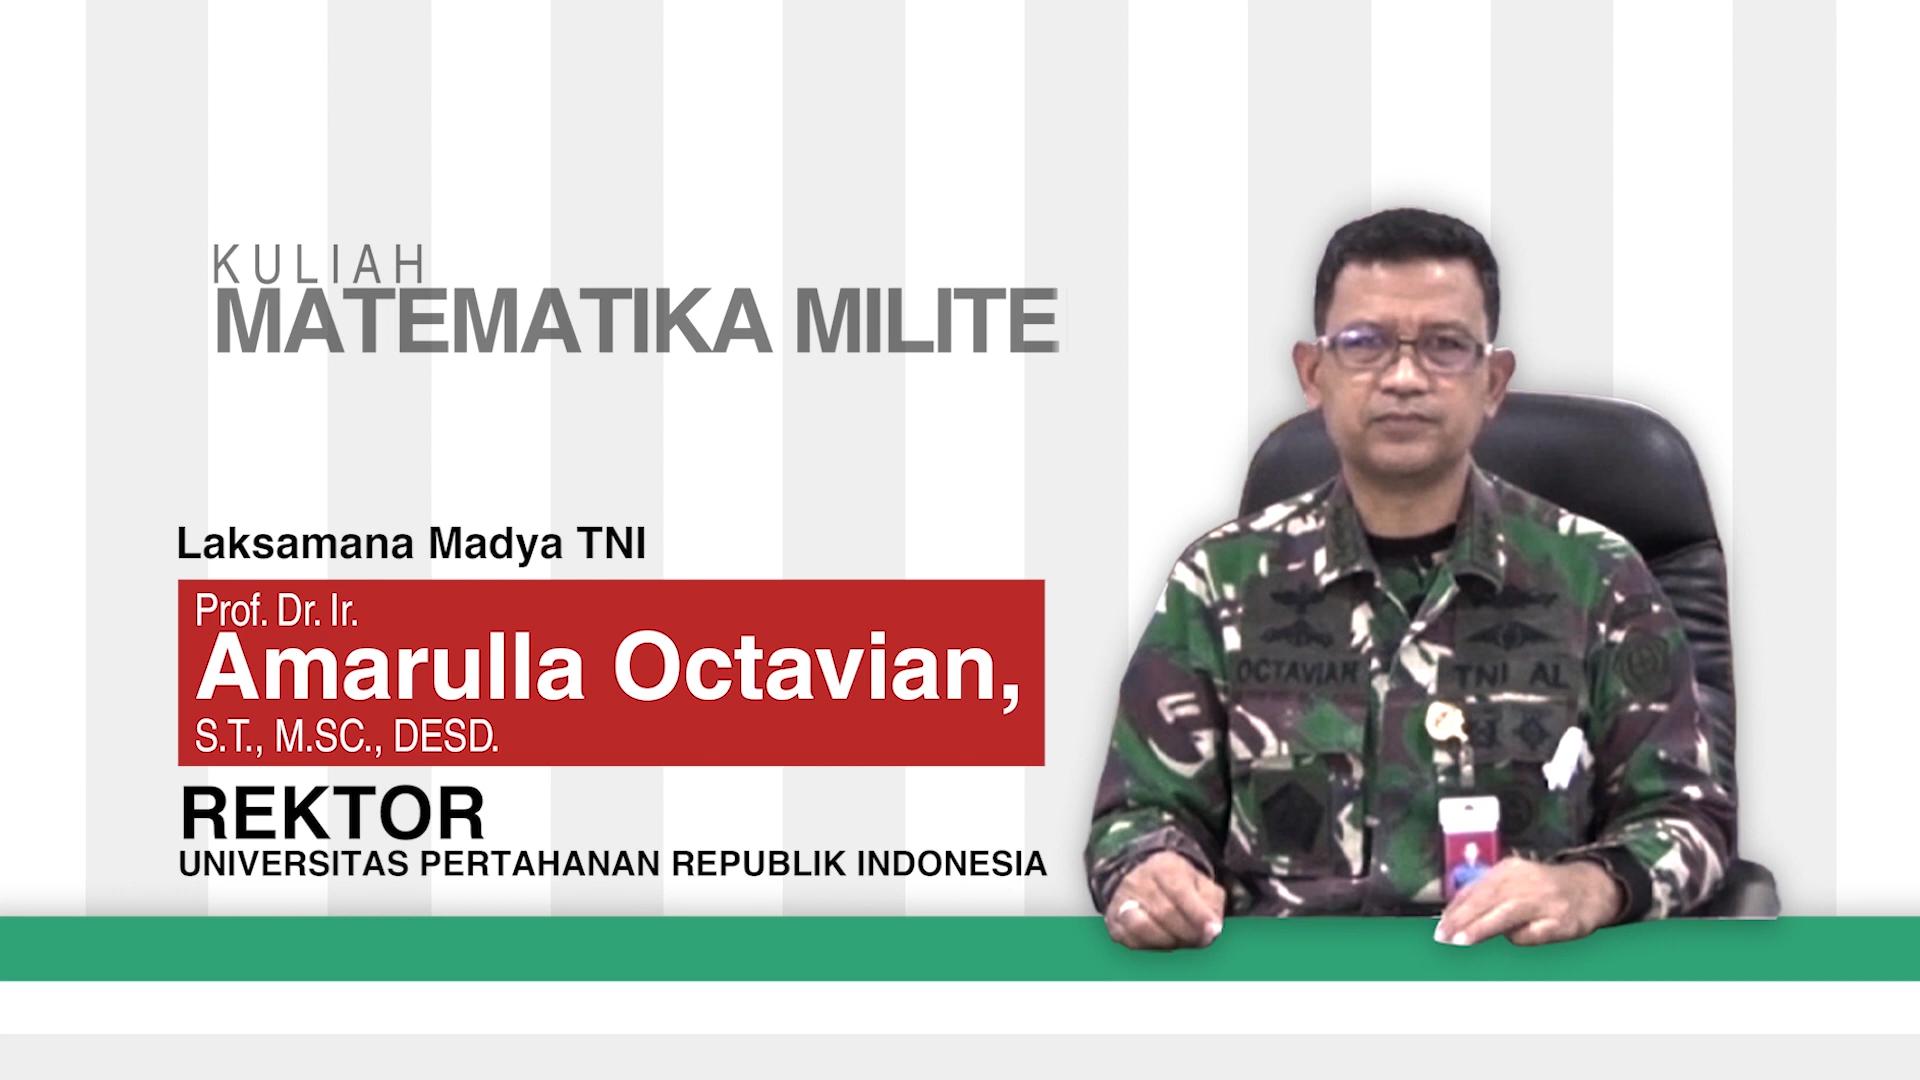 KULIAH
MATEMATIKA MILITE
Laksamana Madya TNI
Prof. Dr. Ir.
Amarulla Octavian,
S.T., M.SC., DESD.
REKTOR
UNIVERSITAS PERTAHANAN REPUBLIK INDONESIA
OCTAVIAN
TNI AL